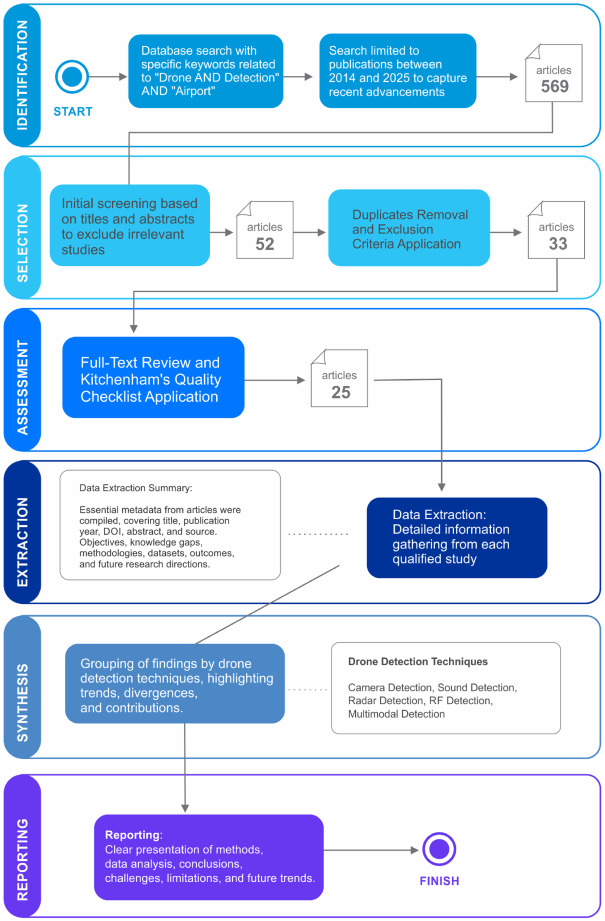 IDENTIFICATION
START
Database search with
specific keywords related
to "Drone AND Detection"
AND "Airport"
Search limited to
publications between
2014 and 2025 to capture
recent advancements
articles
569
SELECTION
Initial screening based
on titles and abstracts
to exclude irrelevant
studies
articles
52
Duplicates Removal
and Exclusion
Criteria Application
articles
33
ASSESSMENT
Full-Text Review and
Kitchenham's Quality
Checklist Application
articles
25
EXTRACTION
Data Extraction Summary:
Essential metadata from articles were
compiled, covering title, publication
year, DOI, abstract, and source.
Objectives, knowledge gaps,
methodologies, datasets, outcomes,
and future research directions.
Data Extraction:
Detailed information
gathering from each
qualified study
SYNTHESIS
Grouping of findings by drone
detection techniques, highlighting
trends, divergences,
and contributions.
Drone Detection Techniques
Camera Detection, Sound Detection,
Radar Detection, RF Detection,
Multimodal Detection
REPORTING
Reporting:
Clear presentation of methods,
data analysis, conclusions,
challenges, limitations, and future trends.
FINISH